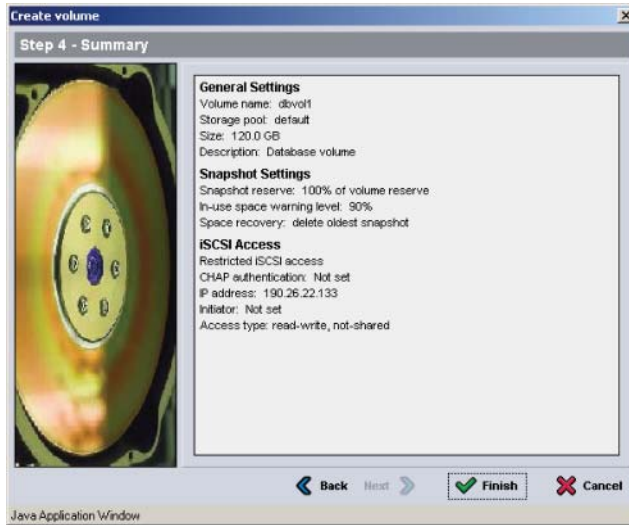 Create volume
Step 4 - Summary
General Settings
Volume name: dbvol1
Storage pool: default
Size: 120.0 GB
Description: Database volume
Snapshot Settings
Snapshot reserve: 100% of volume reserve
In-use space warning level: 90%
Space recovery: delete oldest snapshot
iSCSI Access
Restricted iSCSI access
CHAP authentication: Not set
IP address: 190.26.22.133
Initiator: Not set
Access type: read-write, not-shared
Back Next Finish Cancel
Java Application Window